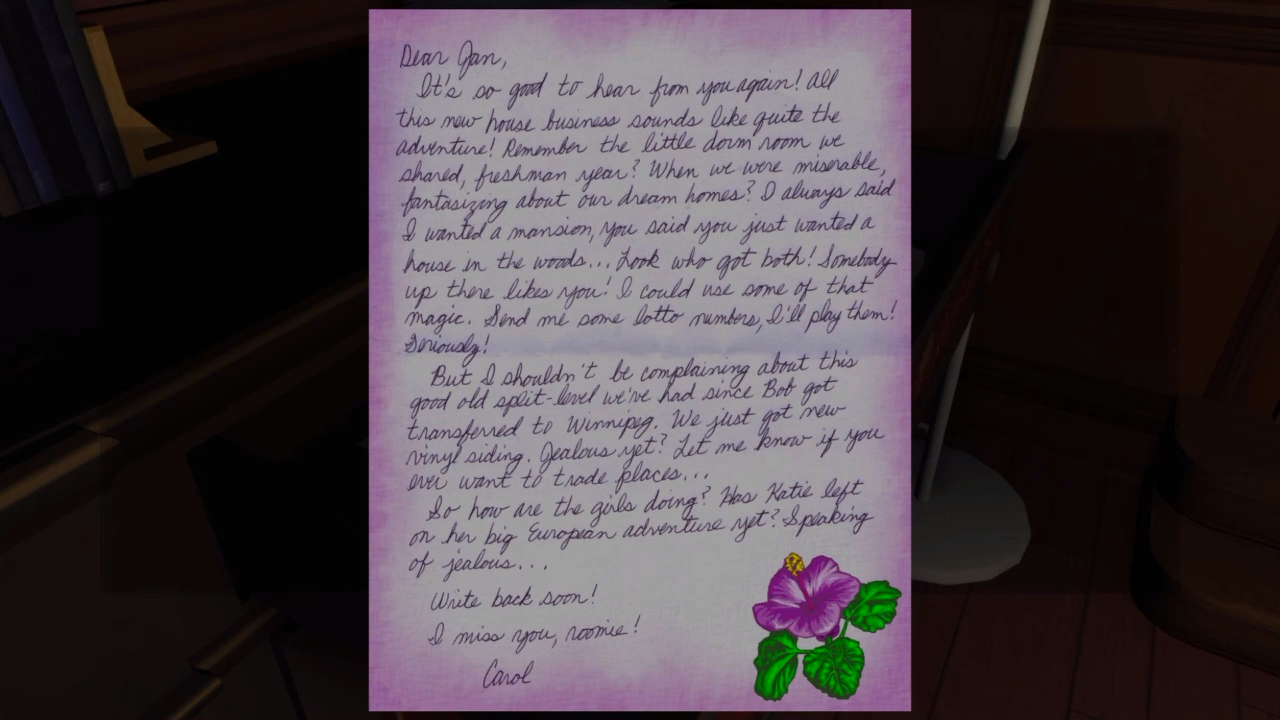 Dear Jan,
It's so good to hear from you again! All
this new house business sounds like quite the
adventure! Remember the little dorm room we
shared, freshman year? When we were miserable,
fantasizing about our dream homes? I always said
I wanted a mansion, you said you just wanted a
house in the woods... Look who got both! Somebody
up there likes you! I could use some of that
magic. Send me some lotto numbers, I'll play them!
Seriously!
But I shouldn't be complaining about this
good old split-level we've had since Bob got
transferred to Winnipeg. We just got new
vinyl siding. Jealous yet? Let me know if you
ever want to trade places...
So how are the girls doing? Has Katie left
on her big European adventure yet? Speaking
of jealous...
Write back soon!
I miss you, roomie!
Carol